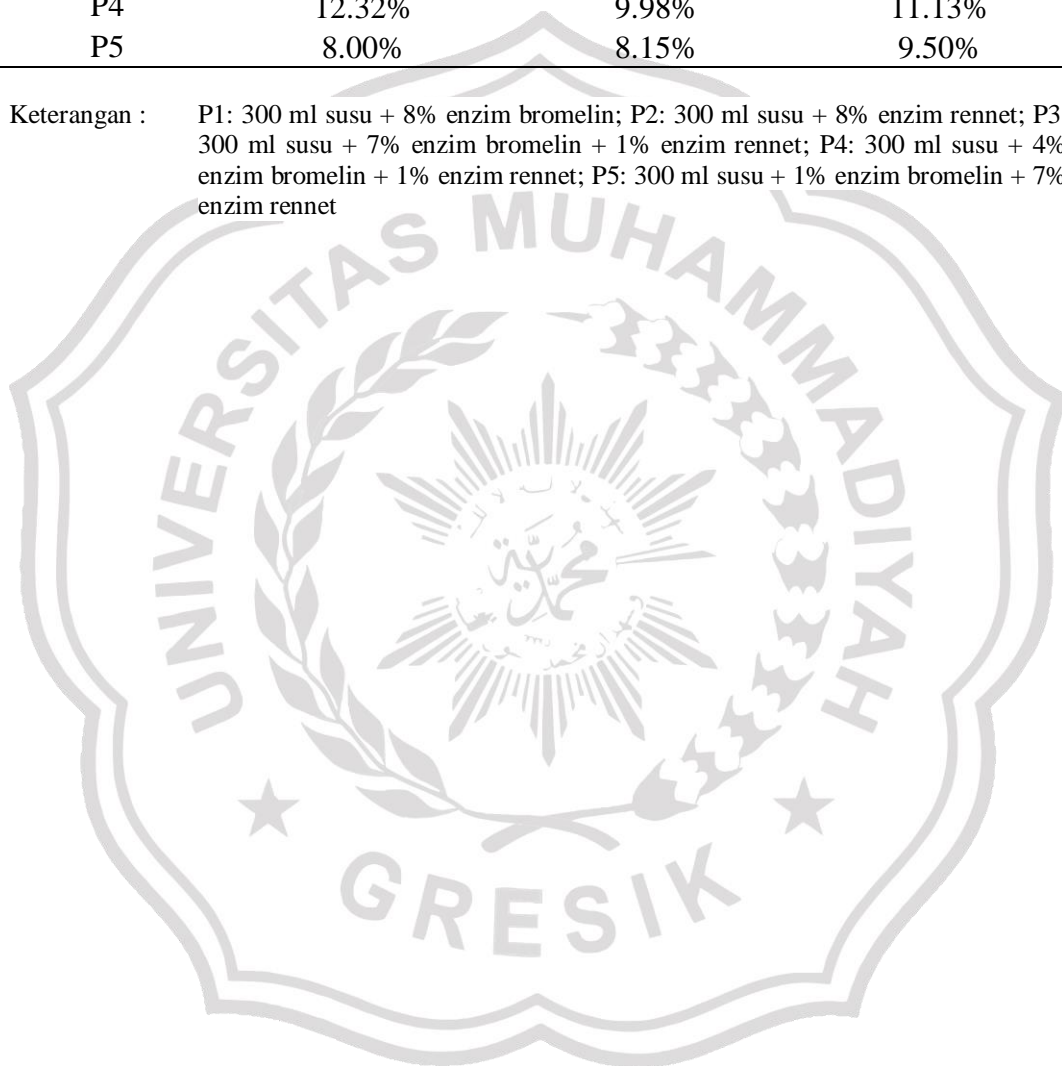 P4 12.32% 9.98% 11.13%
P5 8.00% 8.15% 9.50%
Keterangan : P1: 300 ml susu + 8% enzim bromelin; P2: 300 ml susu + 8% enzim rennet; P3
300 ml susu + 7% enzim bromelin + 1% enzim rennet; P4: 300 ml susu + 4%
enzim bromelin + 1% enzim rennet; P5: 300 ml susu + 1% enzim bromelin + 7%
enzim rennet
UNIVERSITAS MUHAMMADIYAH
GRESIK